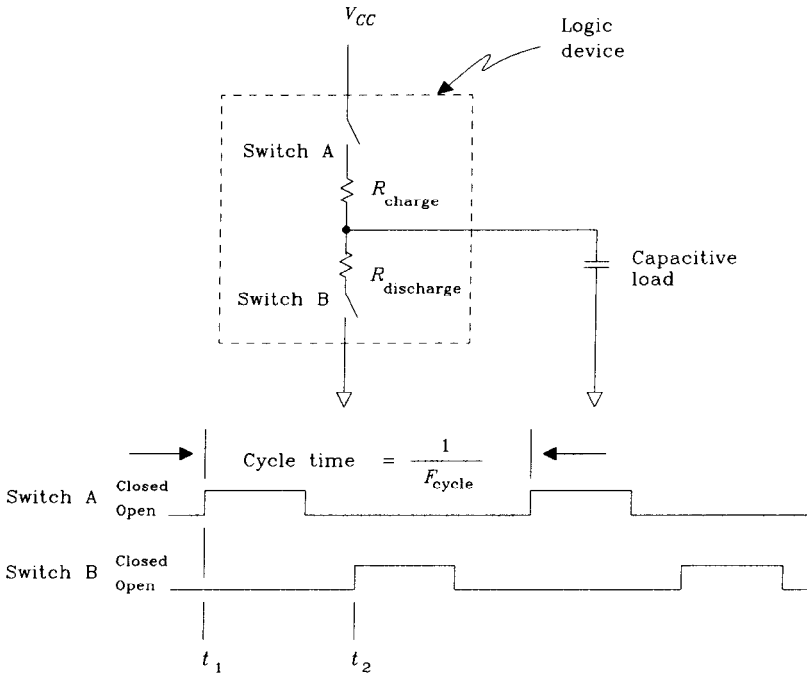 V_CC
Logic
device
Switch A
R_charge
R_discharge
Switch B
Capacitive
load
Cycle time = 1 / F_cycle
Switch A Closed
Open
Switch B Closed
Open
t_1 t_2